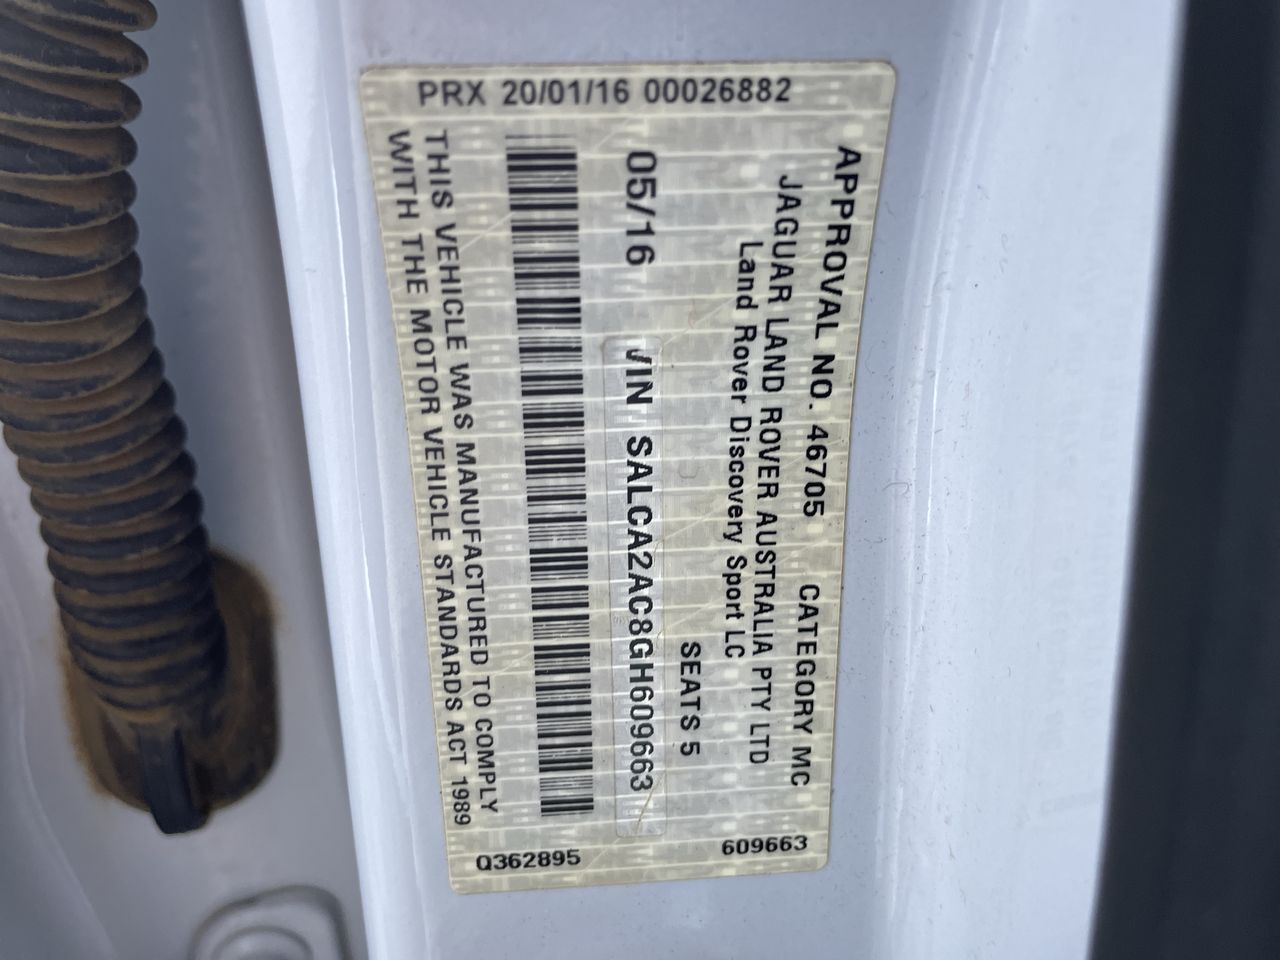 PRX 20/01/16 00026882
APPROVAL NO. 46705 CATEGORY MC
JAGUAR LAND ROVER AUSTRALIA PTY LTD
Land Rover Discovery Sport LC
SEATS 5
05/16 VIN SALCA2AC8GH609663
THIS VEHICLE WAS MANUFACTURED TO COMPLY
WITH THE MOTOR VEHICLE STANDARDS ACT 1989
Q362895
609663